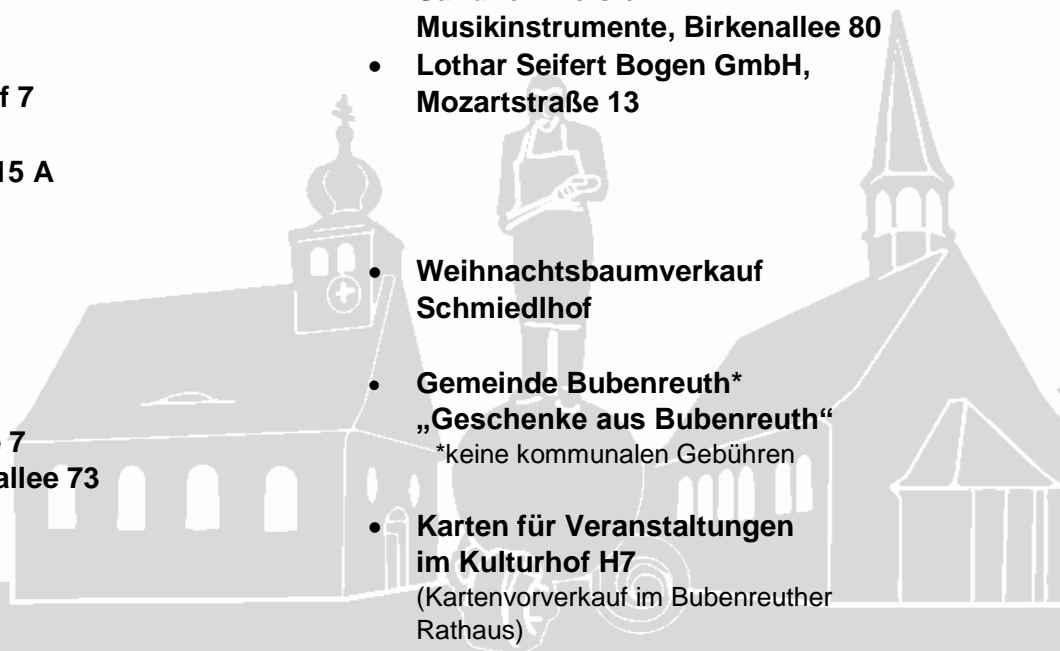 f 7
15 A
7
allee 73
Musikinstrumente, Birkenallee 80
• Lothar Seifert Bogen GmbH,
Mozartstraße 13
• Weihnachtsbaumverkauf
Schmiedlhof
• Gemeinde Bubenreuth*
„Geschenke aus Bubenreuth“
*keine kommunalen Gebühren
• Karten für Veranstaltungen
im Kulturhof H7
(Kartenvorverkauf im Bubenreuther
Rathaus)